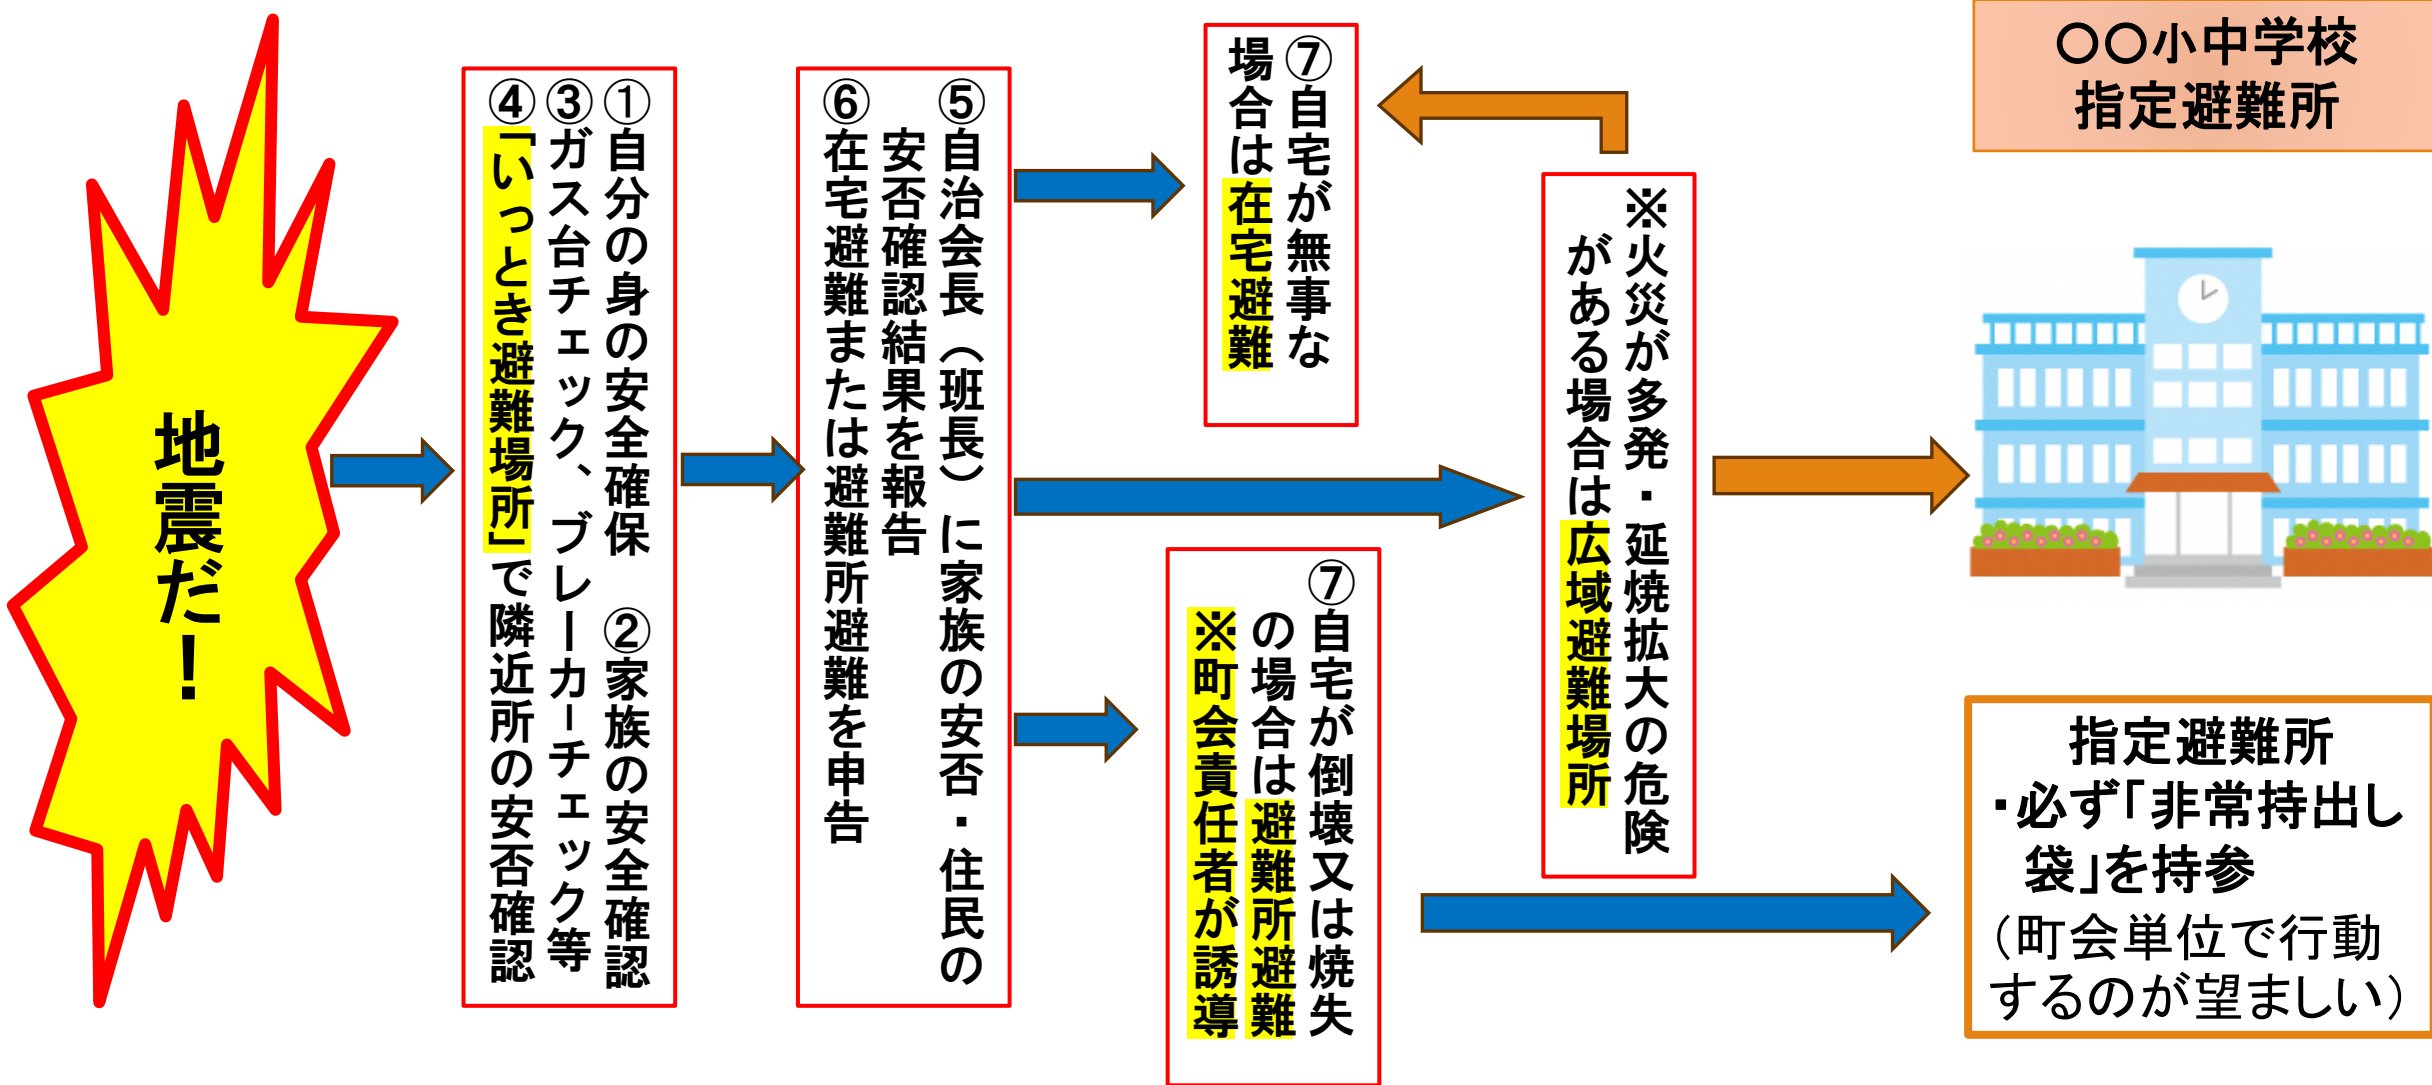 地震だ！
①自分の身の安全確保　②家族の安全確認
③ガス台チェック、ブレーカ－チェック等
④「いっとき避難場所」で隣近所の安否確認
⑤自治会長（班長）に家族の安否・住民の
安否確認結果を報告
⑥在宅避難または避難所避難を申告
⑦自宅が無事な
場合は在宅避難
⑦自宅が倒壊又は焼失
の場合は避難所避難
※町会責任者が誘導
※火災が多発・延焼拡大の危険
がある場合は広域避難場所
〇〇小中学校
指定避難所
指定避難所
・必ず「非常持出し
袋」を持参
（町会単位で行動
するのが望ましい）